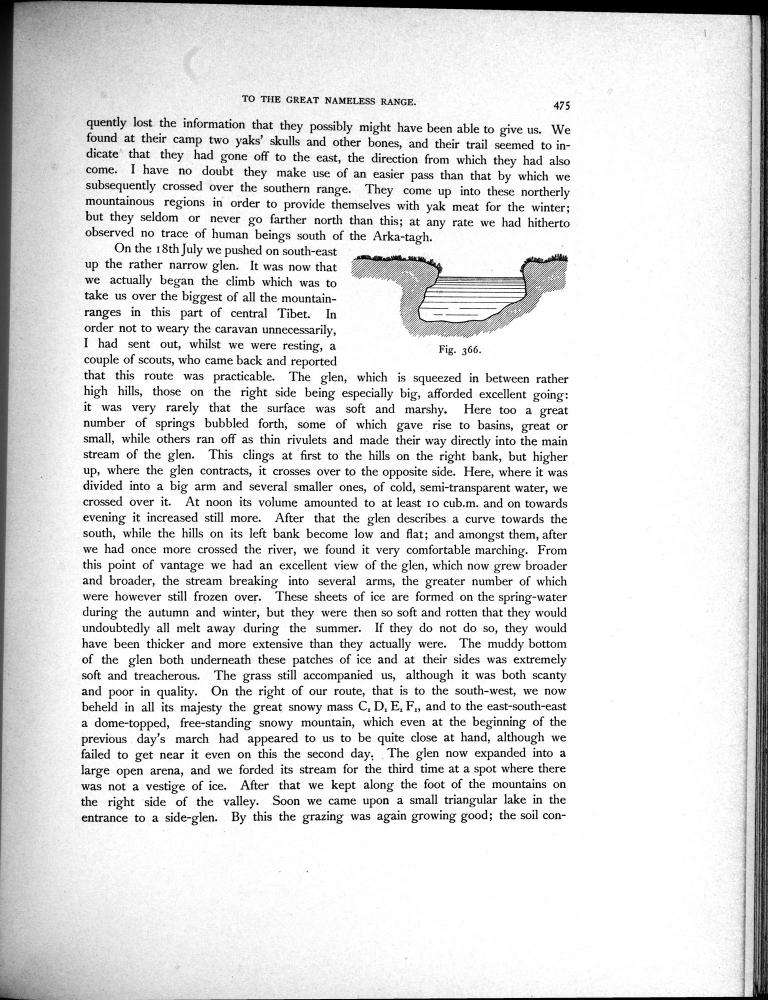 TO THE GREAT NAMELESS RANGE.
475
quently lost the information that they possibly might have been able to give us. We
found at their camp two yaks' skulls and other bones, and their trail seemed to in-
dicate that they had gone off to the east, the direction from which they had also
come. I have no doubt they make use of an easier pass than that by which we
subsequently crossed over the southern range. They come up into these northerly
mountainous regions in order to provide themselves with yak meat for the winter;
but they seldom or never go farther north than this; at any rate we had hitherto
observed no trace of human beings south of the Arka-tagh.
On the 18th July we pushed on south-east
up the rather narrow glen. It was now that
we actually began the climb which was to
take us over the biggest of all the mountain-
ranges in this part of central Tibet. In
order not to weary the caravan unnecessarily,
I had sent out, whilst we were resting, a
couple of scouts, who came back and reported
Fig. 366.
that this route was practicable. The glen, which is squeezed in between rather
high hills, those on the right side being especially big, afforded excellent going:
it was very rarely that the surface was soft and marshy. Here too a great
number of springs bubbled forth, some of which gave rise to basins, great or
small, while others ran off as thin rivulets and made their way directly into the main
stream of the glen. This clings at first to the hills on the right bank, but higher
up, where the glen contracts, it crosses over to the opposite side. Here, where it was
divided into a big arm and several smaller ones, of cold, semi-transparent water, we
crossed over it. At noon its volume amounted to at least 10 cub.m. and on towards
evening it increased still more. After that the glen describes a curve towards the
south, while the hills on its left bank become low and flat; and amongst them, after
we had once more crossed the river, we found it very comfortable marching. From
this point of vantage we had an excellent view of the glen, which now grew broader
and broader, the stream breaking into several arms, the greater number of which
were however still frozen over. These sheets of ice are formed on the spring-water
during the autumn and winter, but they were then so soft and rotten that they would
undoubtedly all melt away during the summer. If they do not do so, they would
have been thicker and more extensive than they actually were. The muddy bottom
of the glen both underneath these patches of ice and at their sides was extremely
soft and treacherous. The grass still accompanied us, although it was both scanty
and poor in quality. On the right of our route, that is to the south-west, we now
beheld in all its majesty the great snowy mass C, D, E, F, and to the east-south-east
a dome-topped, free-standing snowy mountain, which even at the beginning of the
previous day's march had appeared to us to be quite close at hand, although we
failed to get near it even on this the second day. The glen now expanded into a
large open arena, and we forded its stream for the third time at a spot where there
was not a vestige of ice. After that we kept along the foot of the mountains on
the right side of the valley. Soon we came upon a small triangular lake in the
entrance to a side-glen. By this the grazing was again growing good; the soil con-